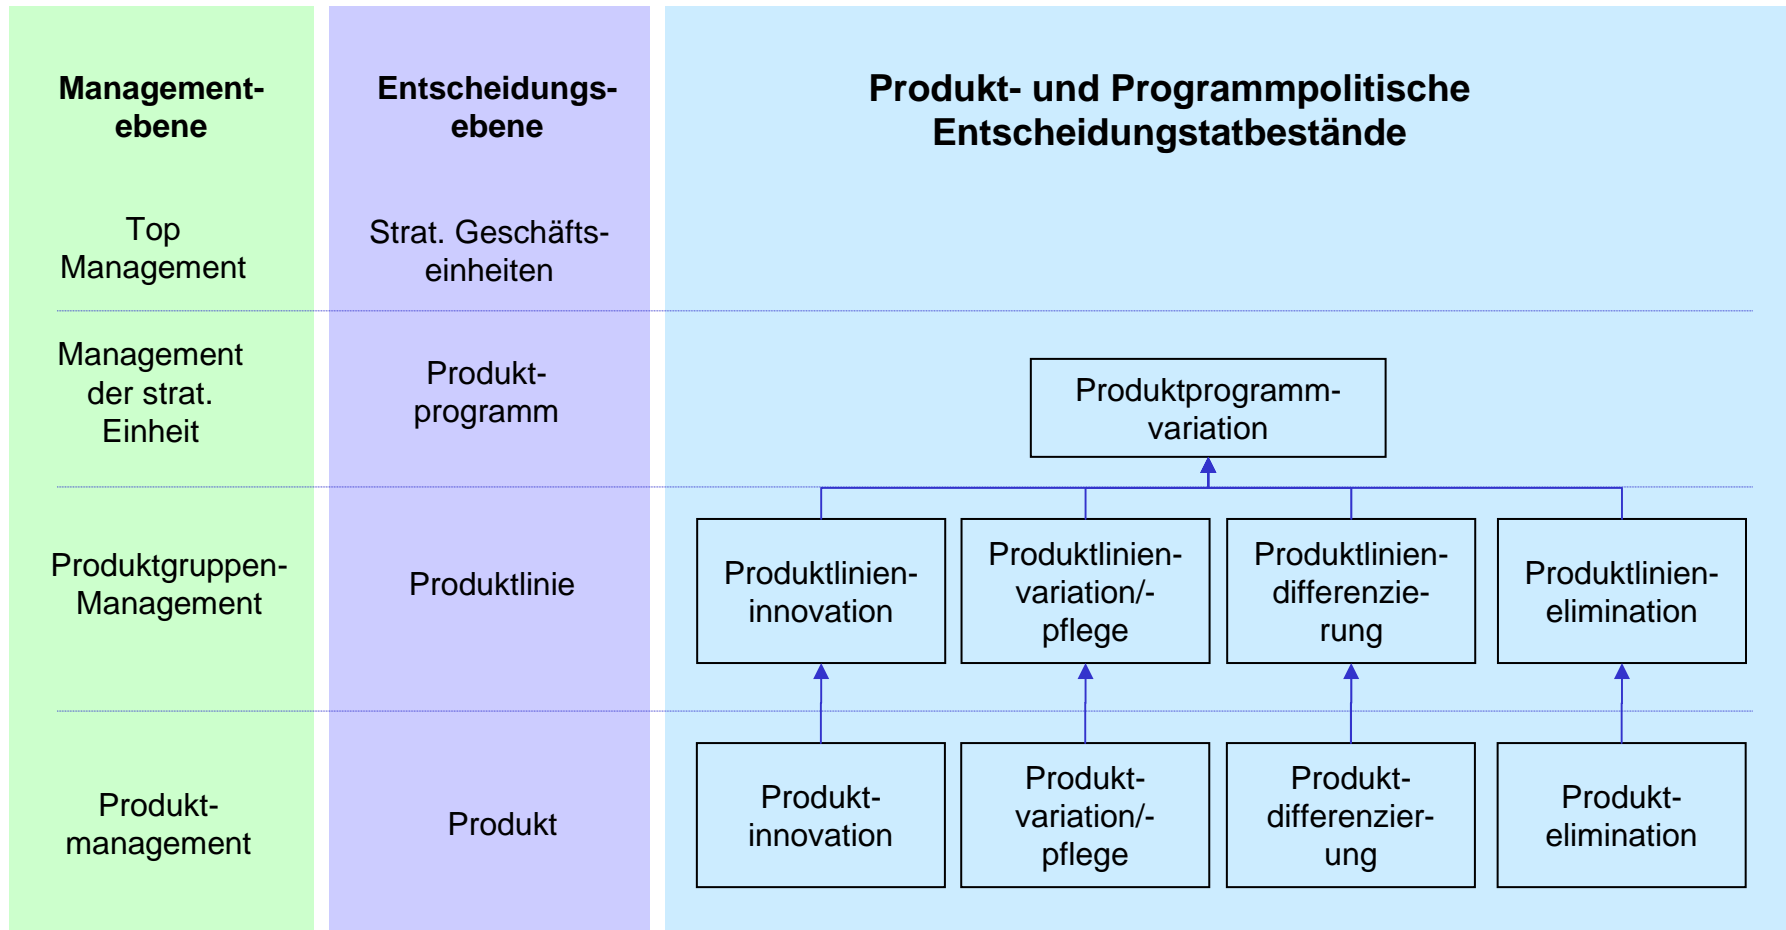 Management-
ebene
Entscheidungs-
ebene
Produkt- und Programmpolitische
Entscheidungstatbestände
Top
Management
Strat. Geschäfts-
einheiten
Management
der strat.
Einheit
Produkt-
programm
Produktprogramm-
variation
Produktgruppen-
Management
Produktlinie
Produktlinien-
innovation
Produktlinien-
variation/-
pflege
Produktlinien-
differenzie-
rung
Produktlinien-
elimination
Produkt-
management
Produkt
Produkt-
innovation
Produkt-
variation/-
pflege
Produkt-
differenzier-
ung
Produkt-
elimination